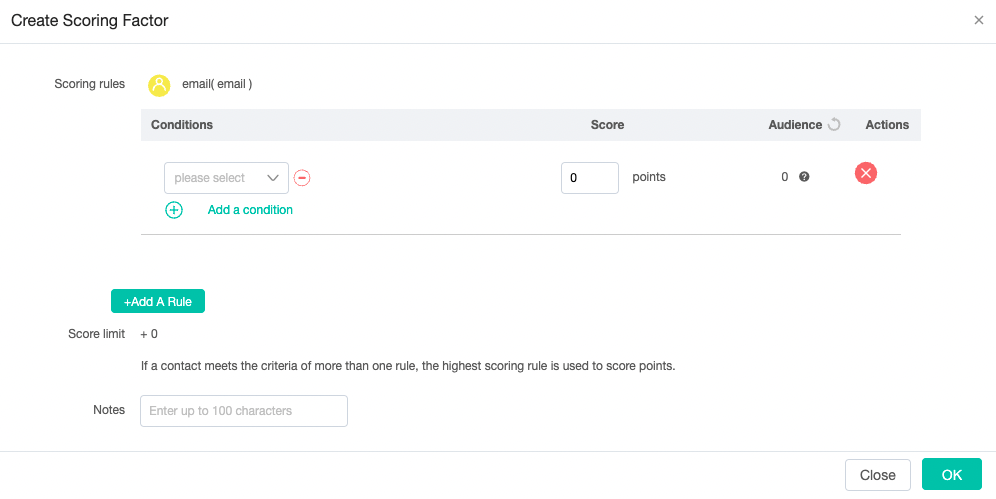 Create Scoring Factor
Scoring rules email( email )
Conditions Score Audience Actions
please select 0 points 0
Add a condition
+Add A Rule
Score limit + 0
If a contact meets the criteria of more than one rule, the highest scoring rule is used to score points.
Notes Enter up to 100 characters
Close OK